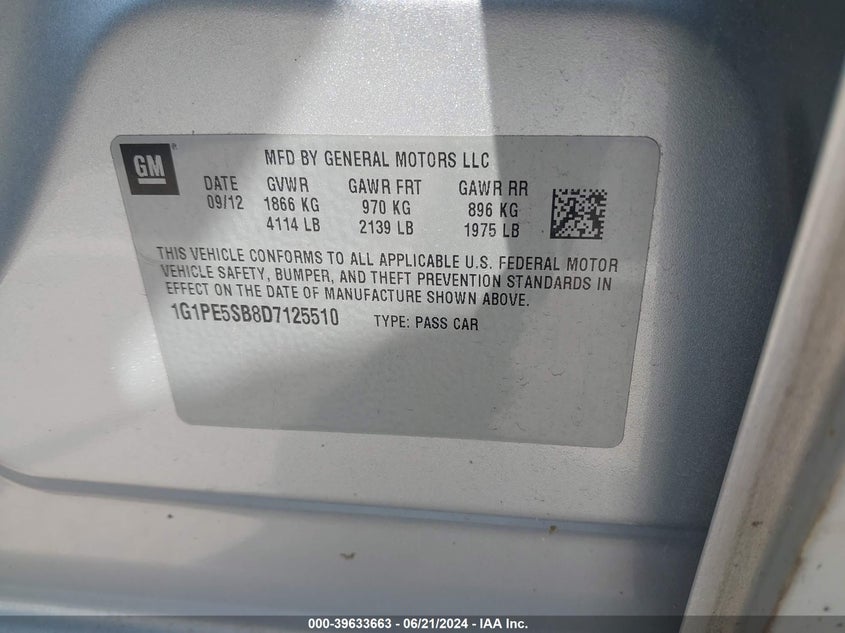 GM
MFD BY GENERAL MOTORS LLC
DATE GVWR GAWR FRT GAWR RR
09/12 1866 KG 970 KG 896 KG
4114 LB 2139 LB 1975 LB
THIS VEHICLE CONFORMS TO ALL APPLICABLE U.S. FEDERAL MOTOR
VEHICLE SAFETY, BUMPER, AND THEFT PREVENTION STANDARDS IN
EFFECT ON THE DATE OF MANUFACTURE SHOWN ABOVE.
1G1PE5SB8D7125510 TYPE: PASS CAR
000-39633663 - 06/21/2024 - IAA Inc.